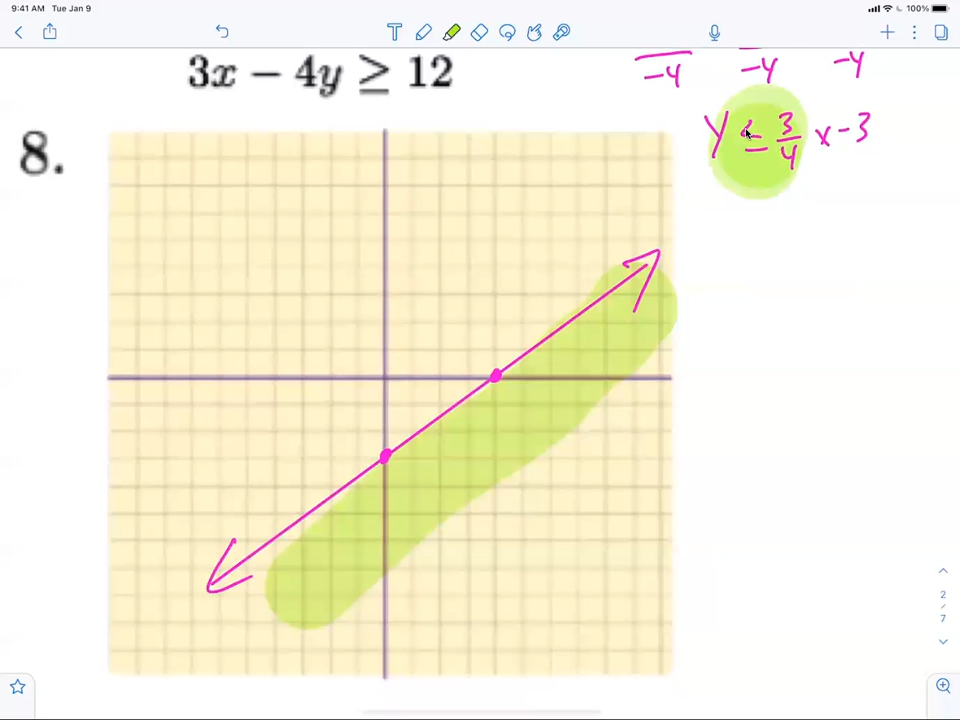 9:41 AM Tue Jan 9
100%
T
3x − 4y ≥ 12
−4 −4 −4
y ≤ 3/4 x − 3
8.
2
/
7